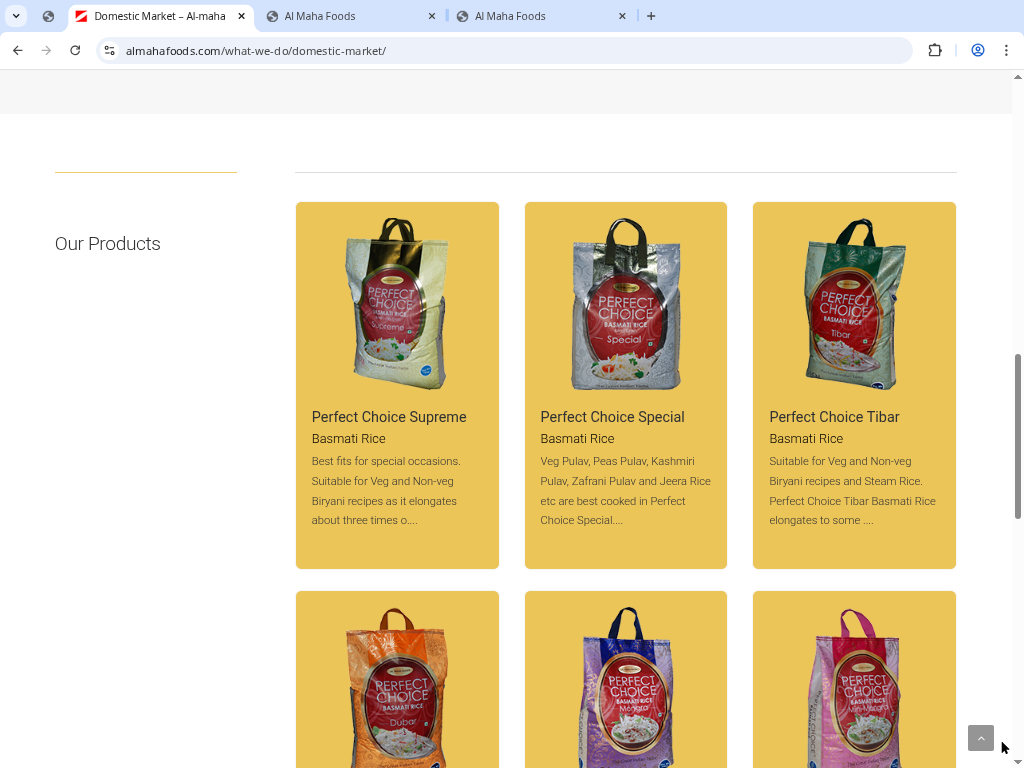 Domestic Market – Al-maha
Al Maha Foods
Al Maha Foods
almahafoods.com/what-we-do/domestic-market/
Our Products
PERFECT
CHOICE
BASMATI RICE
Supreme
PERFECT
CHOICE
BASMATI RICE
Special
PERFECT
CHOICE
BASMATI RICE
Tibar
Perfect Choice Supreme
Basmati Rice
Best fits for special occasions.
Suitable for Veg and Non-veg
Biryani recipes as it elongates
about three times o....
Perfect Choice Special
Basmati Rice
Veg Pulav, Peas Pulav, Kashmiri
Pulav, Zafrani Pulav and Jeera Rice
etc are best cooked in Perfect
Choice Special....
Perfect Choice Tibar
Basmati Rice
Suitable for Veg and Non-veg
Biryani recipes and Steam Rice.
Perfect Choice Tibar Basmati Rice
elongates to some ....
PERFECT
CHOICE
BASMATI RICE
Dubar
PERFECT
CHOICE
BASMATI RICE
Mongra
PERFECT
CHOICE
BASMATI RICE
Mini-Mongra